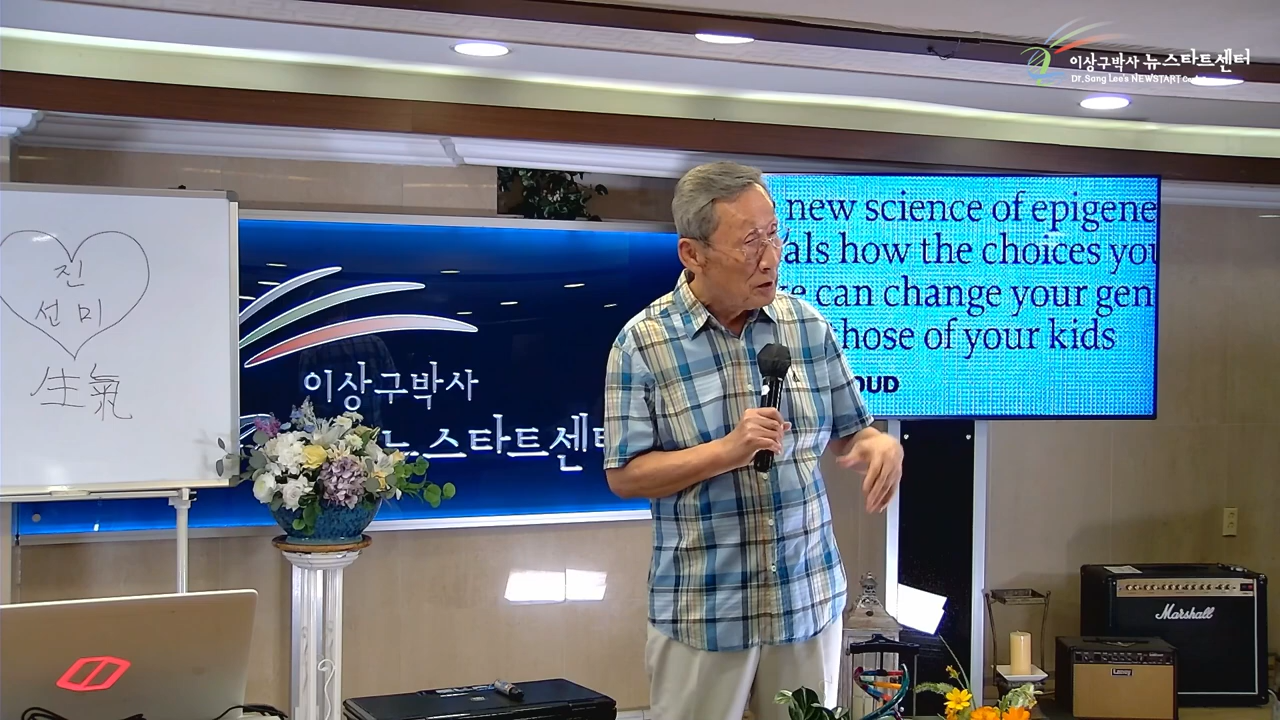 이상구박사 뉴스타트센터
Dr. Sang Lee's NEWSTART
진
선 미
生氣
이상구박사
뉴스타트센터
new science of epigene
als how the choices you
can change your gen
hose of your kids
OUD
Marshall
Laney